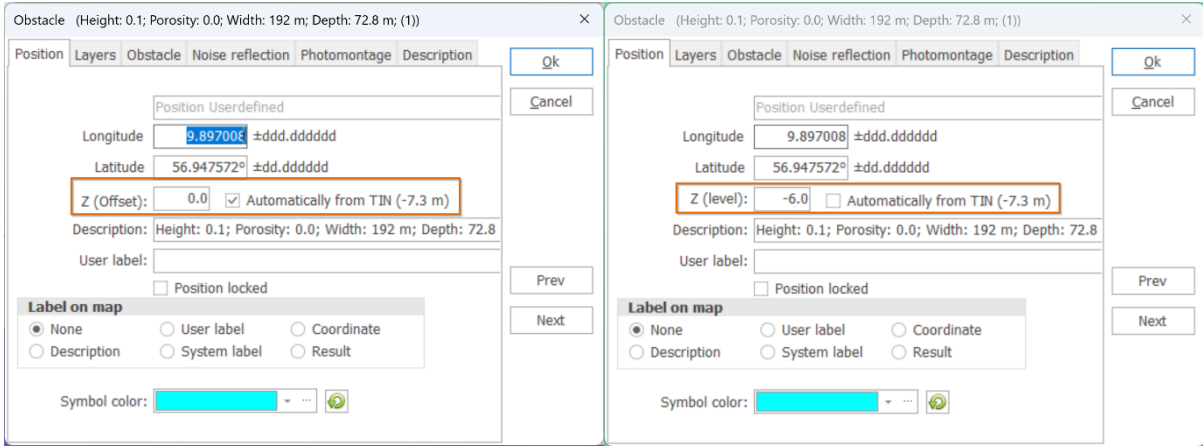 Obstacle (Height: 0.1; Porosity: 0.0; Width: 192 m; Depth: 72.8 m; (1))
Position Layers Obstacle Noise reflection Photomontage Description
Ok
Cancel
Position Userdefined
Longitude 9.897008 ±ddd.dddddd
Latitude 56.947572° ±dd.dddddd
Z (Offset): 0.0 Automatically from TIN (-7.3 m)
Description: Height: 0.1; Porosity: 0.0; Width: 192 m; Depth: 72.8
User label:
Position locked
Prev
Label on map
None User label Coordinate
Next
Description System label Result
Symbol color: ...
Obstacle (Height: 0.1; Porosity: 0.0; Width: 192 m; Depth: 72.8 m; (1))
Position Layers Obstacle Noise reflection Photomontage Description
Ok
Cancel
Position Userdefined
Longitude 9.897008 ±ddd.dddddd
Latitude 56.947572° ±dd.dddddd
Z (level): -6.0 Automatically from TIN (-7.3 m)
Description: Height: 0.1; Porosity: 0.0; Width: 192 m; Depth: 72.8
User label:
Position locked
Prev
Label on map
None User label Coordinate
Next
Description System label Result
Symbol color: ...